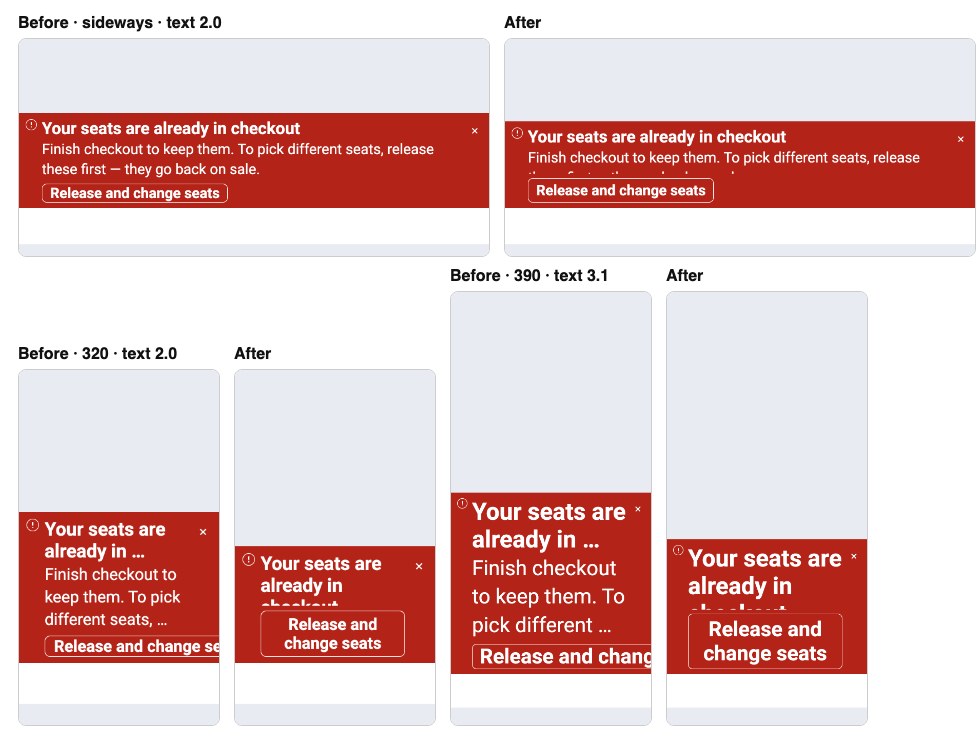 Before · sideways · text 2.0
Your seats are already in checkout
×
Finish checkout to keep them. To pick different seats, release
these first — they go back on sale.
Release and change seats
After
Your seats are already in checkout
×
Finish checkout to keep them. To pick different seats, release
Release and change seats
Before · 320 · text 2.0
Your seats are
already in ...
×
Finish checkout to
keep them. To pick
different seats, ...
Release and change se
After
Your seats are
already in
×
Release and
change seats
Before · 390 · text 3.1
Your seats are
already in ...
×
Finish checkout
to keep them. To
pick different ...
Release and chang
After
Your seats are
already in
×
Release and
change seats